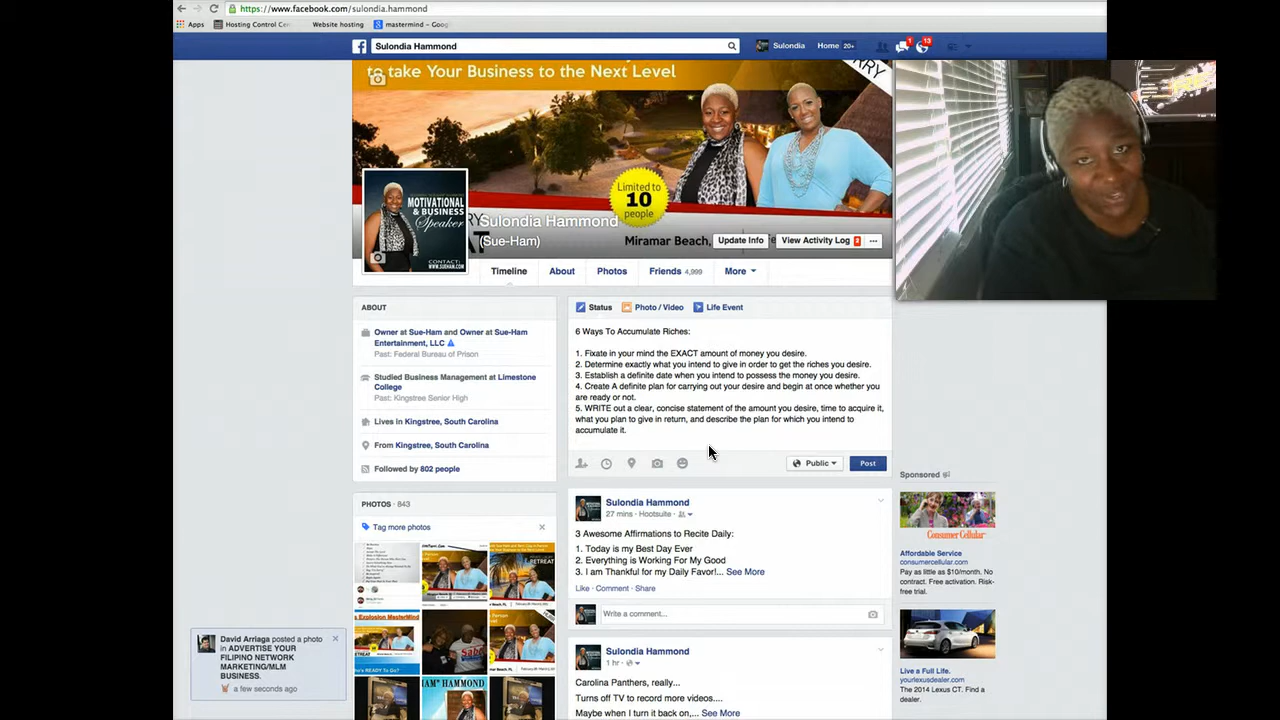 https://www.facebook.com/sulondia.hammond
Apps Hosting Control Website hosting mastermind - Goog
Sulondia Hammond
Sulondia Home 20+ 1 13
to take Your Business to the Next Level
Limited to
10
people
MOTIVATIONAL
& BUSINESS
Speaker
CONTACT:
WWW.SUEHAM.COM
Sulondia Hammond
(Sue-Ham)
Miramar Beach,
Update Info View Activity Log 2 ...
Timeline About Photos Friends 4,999 More
ABOUT
Owner at Sue-Ham and Owner at Sue-Ham
Entertainment, LLC
Past: Federal Bureau of Prison
Studied Business Management at Limestone
College
Past: Kingstree Senior High
Lives in Kingstree, South Carolina
From Kingstree, South Carolina
Followed by 802 people
PHOTOS · 843
Tag more photos
David Arriaga posted a photo
in ADVERTISE YOUR
FILIPINO NETWORK
MARKETING/MLM
BUSINESS.
a few seconds ago
Status Photo / Video Life Event
6 Ways To Accumulate Riches:
1. Fixate in your mind the EXACT amount of money you desire.
2. Determine exactly what you intend to give in order to get the riches you desire.
3. Establish a definite date when you intend to possess the money you desire.
4. Create A definite plan for carrying out your desire and begin at once whether you
are ready or not.
5. WRITE out a clear, concise statement of the amount you desire, time to acquire it,
what you plan to give in return, and describe the plan for which you intend to
accumulate it.
Public Post
Sulondia Hammond
27 mins · Hootsuite ·
3 Awesome Affirmations to Recite Daily:
1. Today is my Best Day Ever
2. Everything is Working For My Good
3. I am Thankful for my Daily Favor!... See More
Like · Comment · Share
Write a comment...
Sulondia Hammond
1 hr ·
Carolina Panthers, really...
Turns off TV to record more videos....
Maybe when I turn it back on,... See More
Sponsored
Consumer Cellular
Affordable Service
consumercellular.com
Pay as little as $10/month. No
contract. Free activation. Risk-
free trial.
Live a Full Life.
yourlexusdealer.com
The 2014 Lexus CT. Find a
dealer.